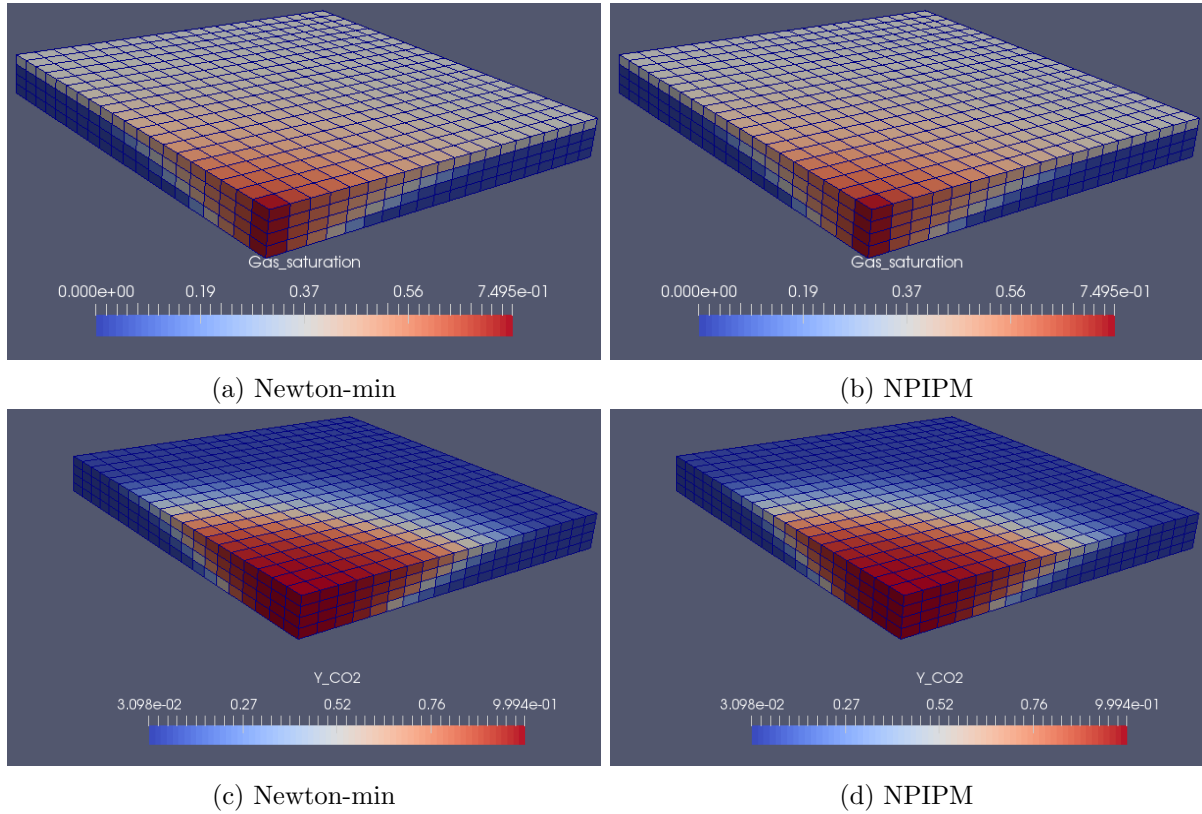 Gas_saturation
0.000e+00 0.19 0.37 0.56 7.495e-01
Gas_saturation
0.000e+00 0.19 0.37 0.56 7.495e-01
(a) Newton-min
(b) NPIPM
Y_CO2
3.098e-02 0.27 0.52 0.76 9.994e-01
Y_CO2
3.098e-02 0.27 0.52 0.76 9.994e-01
(c) Newton-min
(d) NPIPM